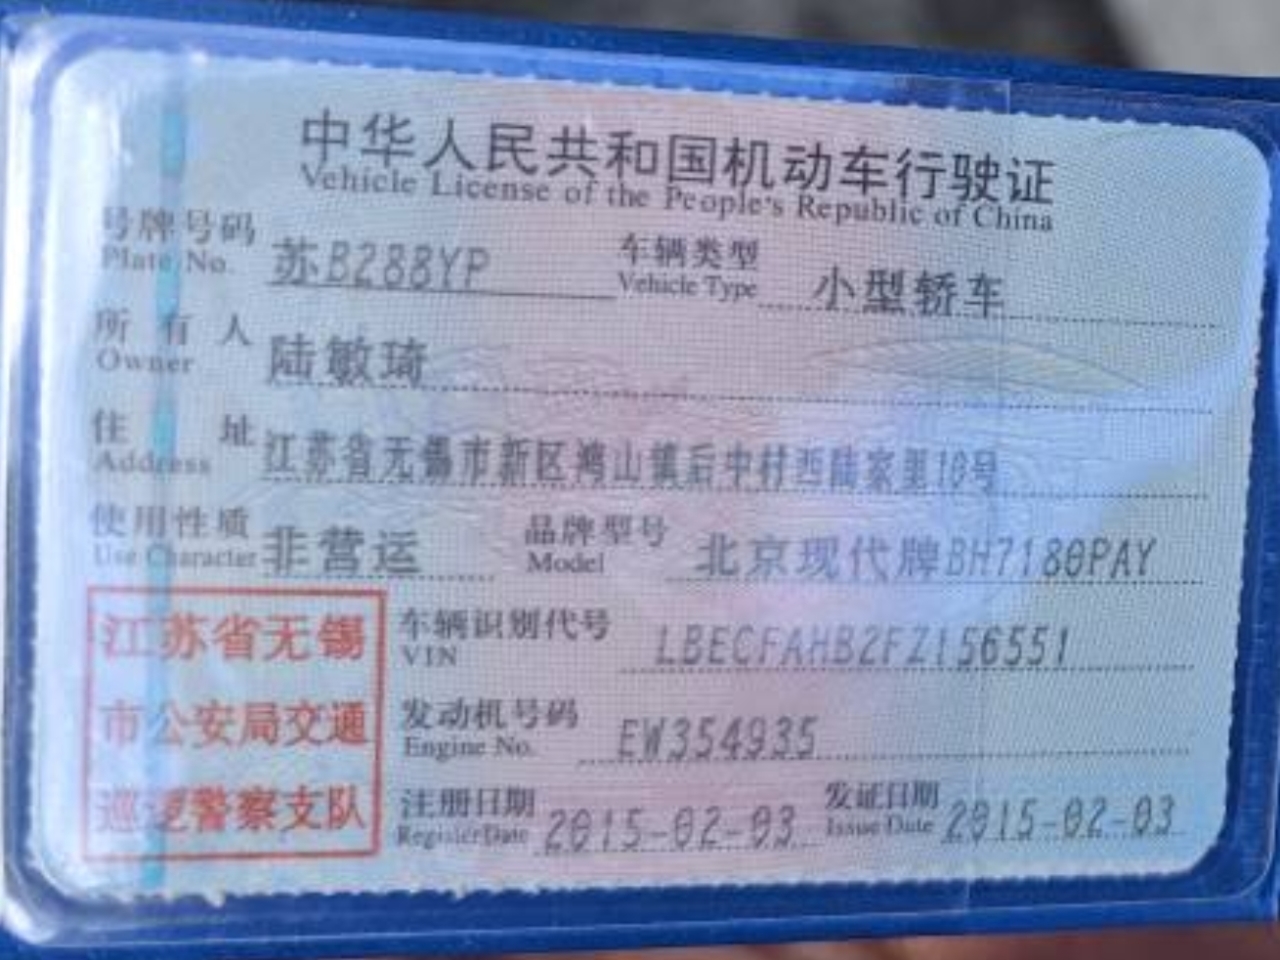 中华人民共和国机动车行驶证
Vehicle License of the People's Republic of China
号牌号码 苏B288YP 车辆类型 小型轿车
Plate No. Vehicle Type
所有人 陆敏琦
Owner
住址 江苏省无锡市新区鸿山镇后中村西陆家里10号
Address
使用性质 非营运 品牌型号 北京现代牌BH7180PAY
Use Character Model
江苏省无锡
市公安局交通
巡逻警察支队
车辆识别代号 LBECFAHB2FZ156551
VIN
发动机号码 EW354935
Engine No.
注册日期 2015-02-03 发证日期 2015-02-03
Register Date Issue Date